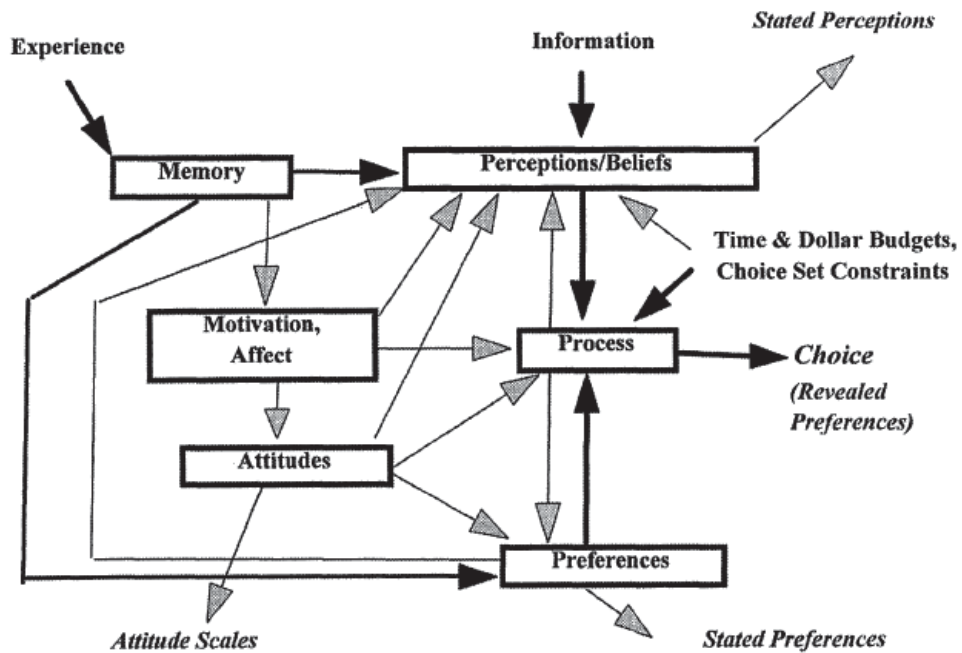 Stated Perceptions
Experience
Information
Memory
Perceptions/Beliefs
Time & Dollar Budgets,
Choice Set Constraints
Motivation,
Affect
Process
Choice
(Revealed
Preferences)
Attitudes
Preferences
Attitude Scales
Stated Preferences